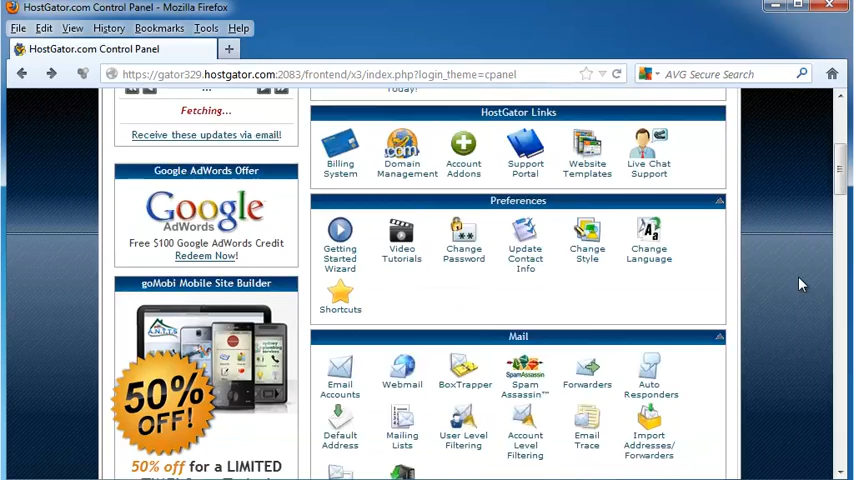 HostGator.com Control Panel - Mozilla Firefox
File Edit View History Bookmarks Tools Help
HostGator.com Control Panel
https://gator329.hostgator.com:2083/frontend/x3/index.php?login_theme=cpanel
AVG Secure Search
Today!
Fetching...
Receive these updates via email!
Google AdWords Offer
Google
AdWords
Free $100 Google AdWords Credit
Redeem Now!
goMobi Mobile Site Builder
50%
OFF!
50% off for a LIMITED
HostGator Links
Billing System
Domain Management
Account Addons
Support Portal
Website Templates
Live Chat Support
Preferences
Getting Started Wizard
Video Tutorials
Change Password
Update Contact Info
Change Style
Change Language
Shortcuts
Mail
Email Accounts
Webmail
BoxTrapper
Spam Assassin™
Forwarders
Auto Responders
Default Address
Mailing Lists
User Level Filtering
Account Level Filtering
Email Trace
Import Addresses/ Forwarders